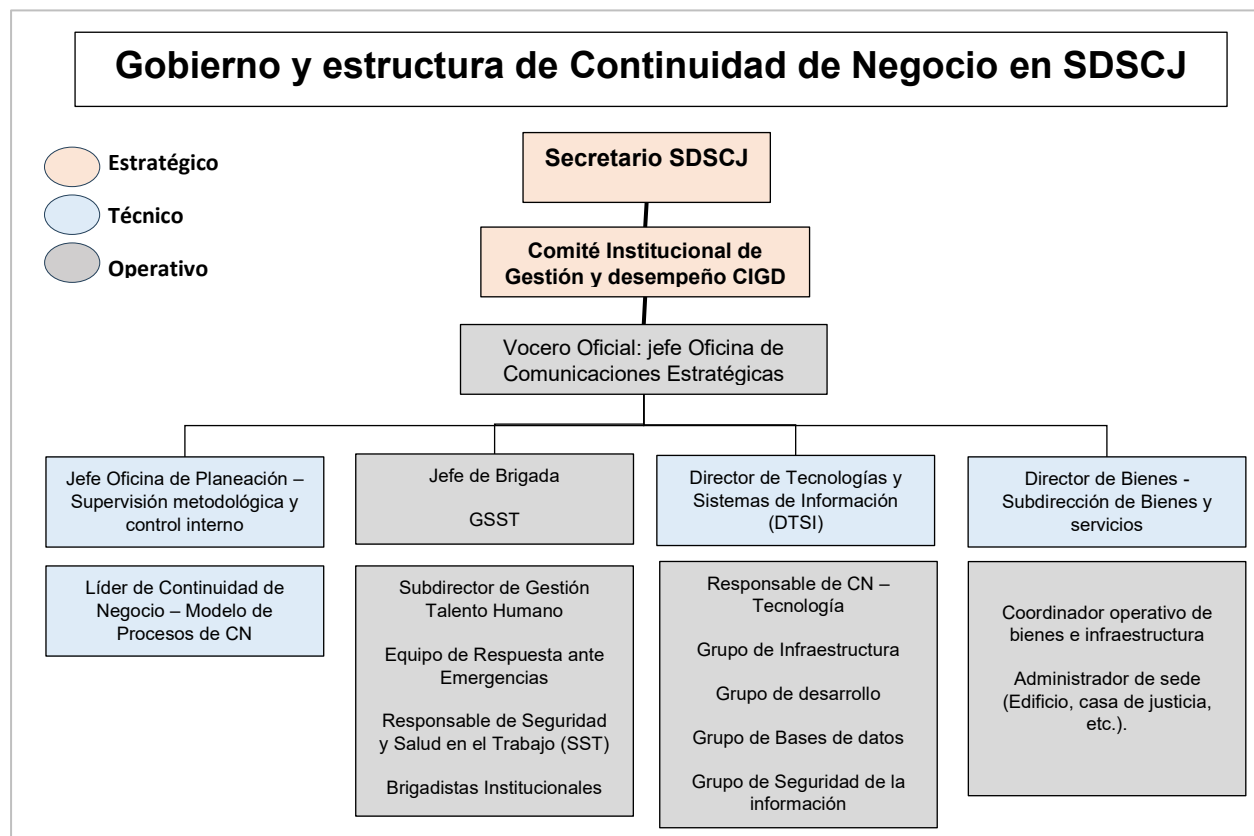 Gobierno y estructura de Continuidad de Negocio en SDSCJ
Estratégico
Técnico
Operativo
Secretario SDSCJ
Comité Institucional de
Gestión y desempeño CIGD
Vocero Oficial: jefe Oficina de
Comunicaciones Estratégicas
Jefe Oficina de Planeación –
Supervisión metodológica y
control interno
Líder de Continuidad de
Negocio – Modelo de
Procesos de CN
Jefe de Brigada
GSST
Subdirector de Gestión
Talento Humano
Equipo de Respuesta ante
Emergencias
Responsable de Seguridad
y Salud en el Trabajo (SST)
Brigadistas Institucionales
Director de Tecnologías y
Sistemas de Información
(DTSI)
Responsable de CN –
Tecnología
Grupo de Infraestructura
Grupo de desarrollo
Grupo de Bases de datos
Grupo de Seguridad de la
información
Director de Bienes -
Subdirección de Bienes y
servicios
Coordinador operativo de
bienes e infraestructura
Administrador de sede
(Edificio, casa de justicia,
etc.).